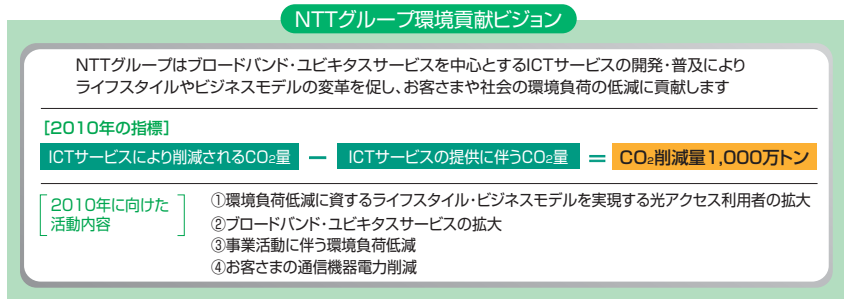 NTTグループ環境貢献ビジョン
NTTグループはブロードバンド・ユビキタスサービスを中心とするICTサービスの開発・普及により
ライフスタイルやビジネスモデルの変革を促し、お客さまや社会の環境負荷の低減に貢献します
[2010年の指標]
ICTサービスにより削減されるCO₂量 ー ICTサービスの提供に伴うCO₂量 = CO₂削減量1,000万トン
2010年に向けた
活動内容
①環境負荷低減に資するライフスタイル・ビジネスモデルを実現する光アクセス利用者の拡大
②ブロードバンド・ユビキタスサービスの拡大
③事業活動に伴う環境負荷低減
④お客さまの通信機器電力削減